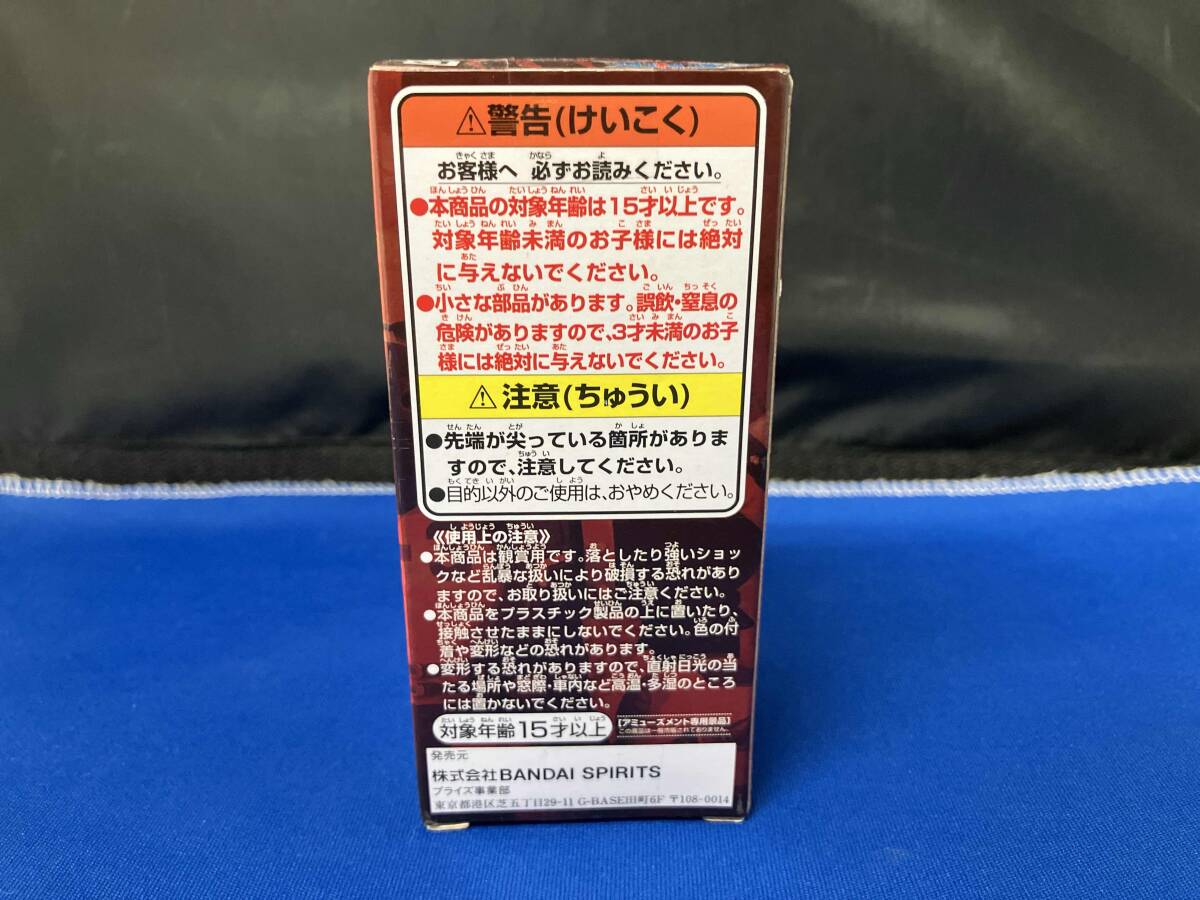 ⚠警告(けいこく)
お客様へ 必ずお読みください。
●本商品の対象年齢は15才以上です。
対象年齢未満のお子様には絶対
に与えないでください。
●小さな部品があります。誤飲・窒息の
危険がありますので、3才未満のお子
様には絶対に与えないでください。
⚠注意(ちゅうい)
●先端が尖っている箇所がありま
すので、注意してください。
●目的以外のご使用は、おやめください。
《使用上の注意》
●本商品は観賞用です。落としたり強いショッ
クなど乱暴な扱いにより破損する恐れがあり
ますので、お取り扱いにはご注意ください。
●本商品をプラスチック製品の上に置いたり、
接触させたままにしないでください。色の付
着や変形などの恐れがあります。
●変形する恐れがありますので、直射日光の当
たる場所や窓際・車内など高温・多湿のところ
には置かないでください。
対象年齢15才以上
【アミューズメント専用景品】
この商品は一般市販されておりません。
発売元
株式会社BANDAI SPIRITS
プライズ事業部
東京都港区芝五丁目29-11 G-BASE田町6F 〒108-0014